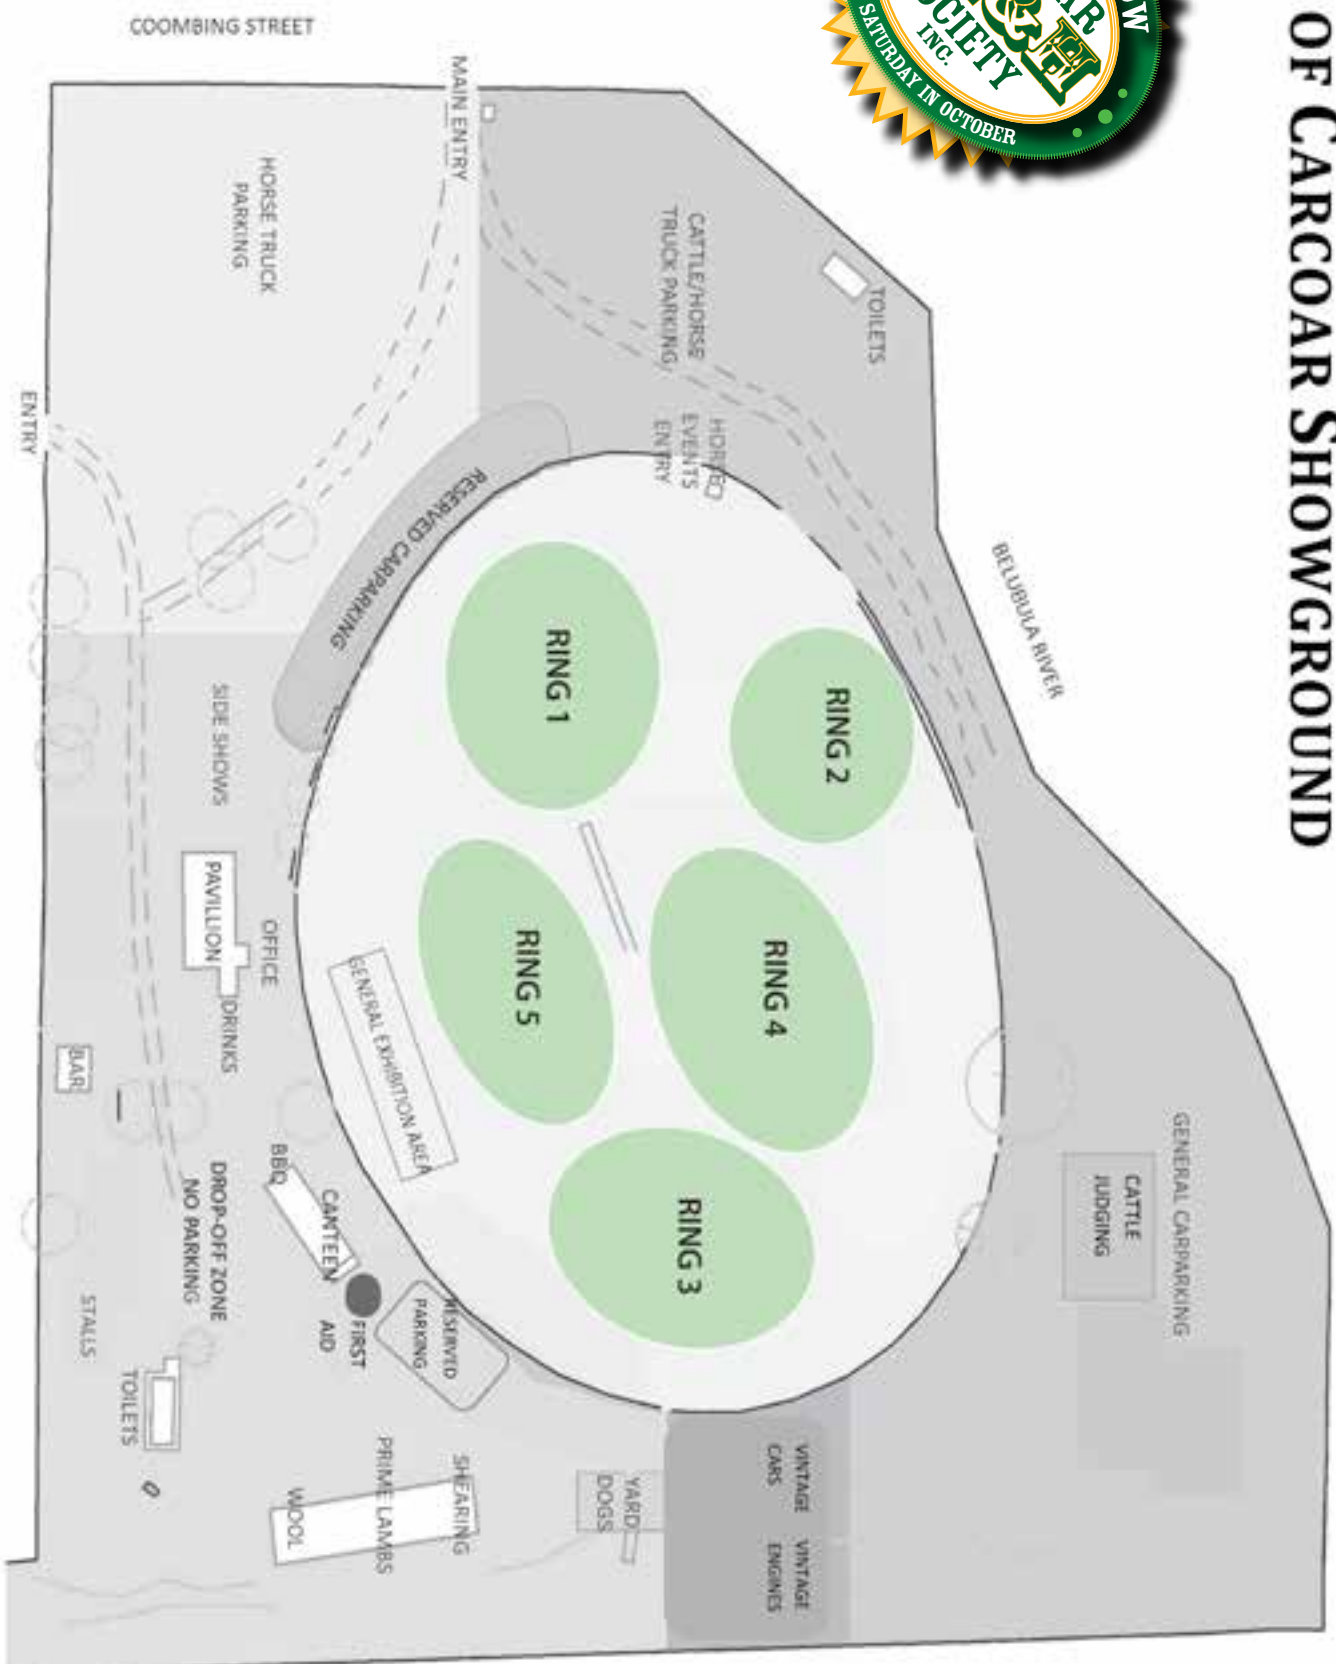 OF CARCOAR SHOWGROUND
SOCIETY
INC.
SATURDAY IN OCTOBER
COOMBING STREET
MAIN ENTRY
HORSE TRUCK
PARKING
CATTLE/HORSE
TRUCK PARKING
TOILETS
ENTRY
EVENTS
ENTRY
RESERVED CARPARKING
BELUBULA RIVER
RING 1
RING 2
SIDE SHOWS
PAVILLION
OFFICE
DRINKS
BAR
RING 5
RING 4
GENERAL EXHIBITION AREA
RING 3
CATTLE
JUDGING
GENERAL CARPARKING
BBQ
CANTEEN
DROP-OFF ZONE
NO PARKING
FIRST
AID
RESERVED
PARKING
STALLS
TOILETS
SHEARING
PRIME LAMBS
WOOL
YARD
DOGS
VINTAGE
CARS
VINTAGE
ENGINES